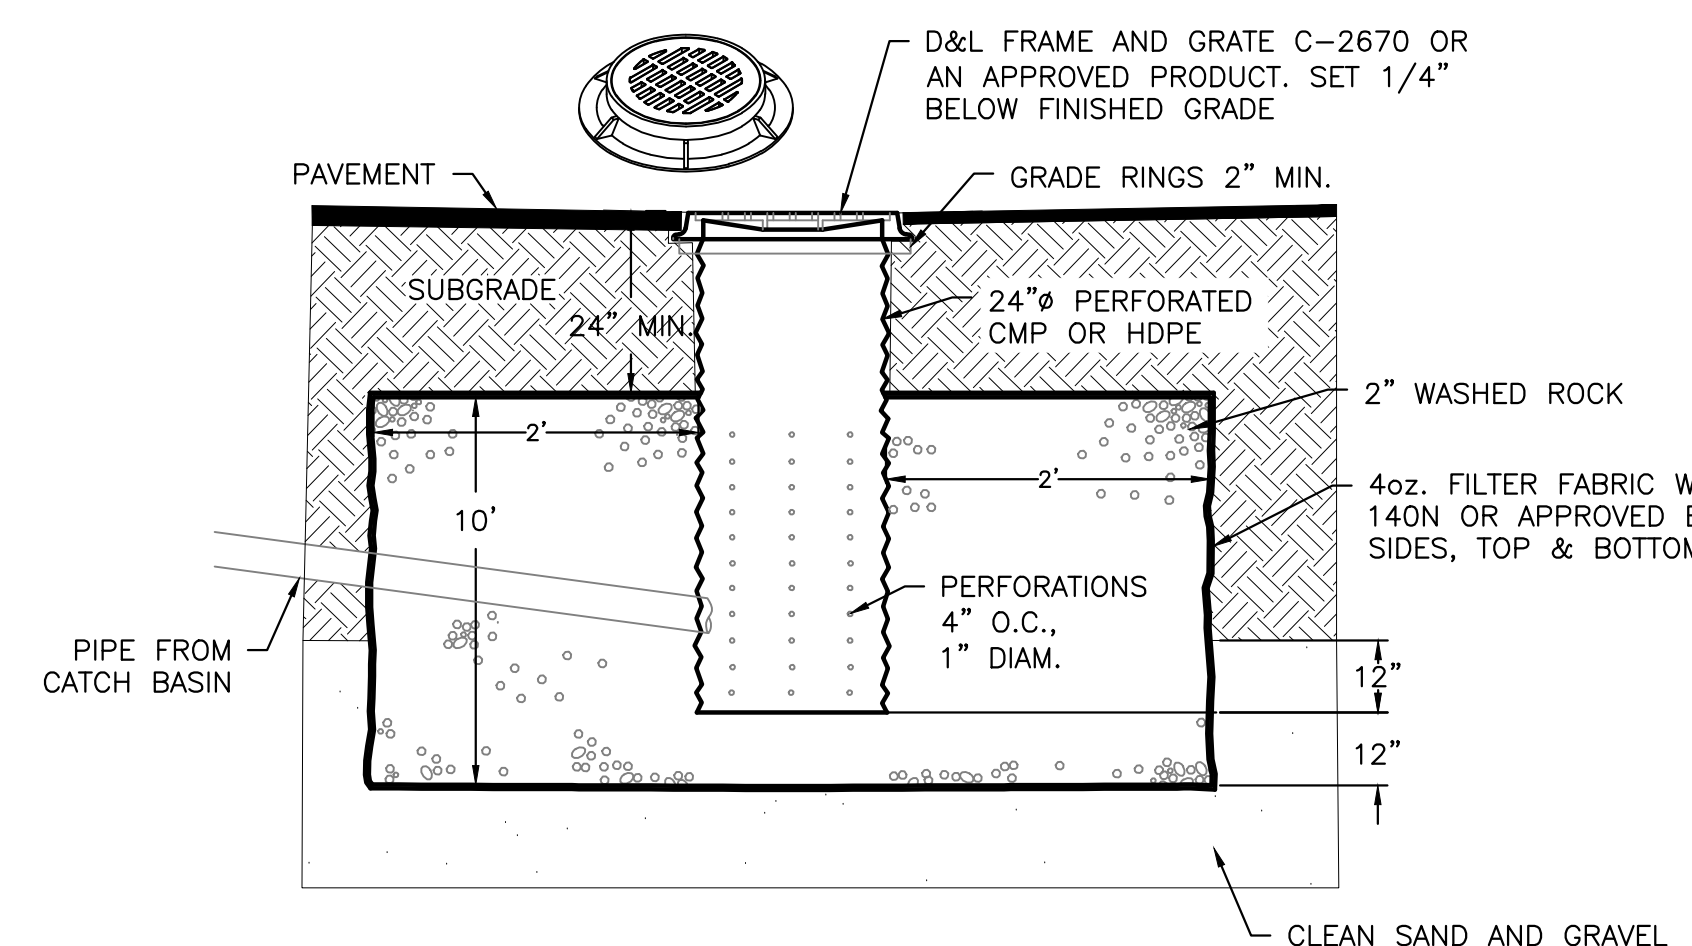 D&L FRAME AND GRATE C-2670 OR
AN APPROVED PRODUCT. SET 1/4”
BELOW FINISHED GRADE
PAVEMENT
GRADE RINGS 2” MIN.
SUBGRADE
24” MIN.
24”ø PERFORATED
CMP OR HDPE
2” WASHED ROCK
2’
2’
4oz. FILTER FABRIC
140N OR APPROVED
SIDES, TOP & BOTTOM
10’
PERFORATIONS
4” O.C.,
1” DIAM.
PIPE FROM
CATCH BASIN
12”
12”
CLEAN SAND AND GRAVEL